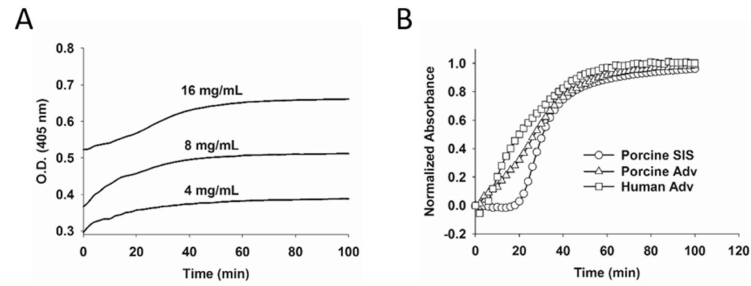 A
O.D. (405 nm)
0.8
0.7
0.6
0.5
0.4
0.3
16 mg/mL
8 mg/mL
4 mg/mL
0 20 40 60 80 100
Time (min)
B
Normalized Absorbance
1.0
0.8
0.6
0.4
0.2
0.0
-0.2
Porcine SIS
Porcine Adv
Human Adv
0 20 40 60 80 100 120
Time (min)